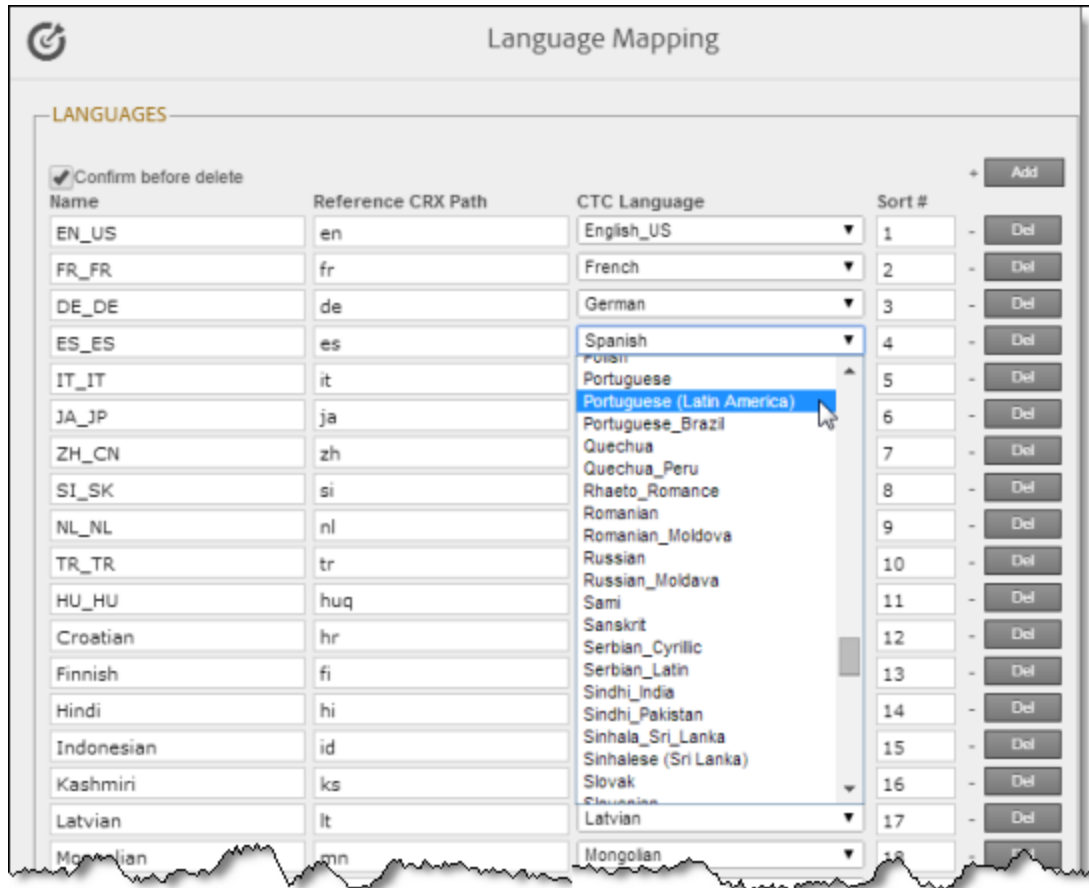 Language Mapping
LANGUAGES
Confirm before delete
+ Add
Name Reference CRX Path CTC Language Sort #
EN_US en English_US 1 - Del
FR_FR fr French 2 - Del
DE_DE de German 3 - Del
ES_ES es Spanish 4 - Del
Polish
IT_IT it Portuguese 5 - Del
Portuguese (Latin America)
JA_JP ja Portuguese_Brazil 6 - Del
ZH_CN zh Quechua 7 - Del
Quechua_Peru
SI_SK si Rhaeto_Romance 8 - Del
Romanian
NL_NL nl Romanian_Moldova 9 - Del
TR_TR tr Russian 10 - Del
Russian_Moldava
HU_HU huq Sami 11 - Del
Sanskrit
Croatian hr Serbian_Cyrillic 12 - Del
Finnish fi Serbian_Latin 13 - Del
Sindhi_India
Hindi hi Sindhi_Pakistan 14 - Del
Indonesian id Sinhala_Sri_Lanka 15 - Del
Sinhalese (Sri Lanka)
Kashmiri ks Slovak 16 - Del
Slovenian
Latvian lt Latvian 17 - Del
Mongolian mn Mongolian 18 -